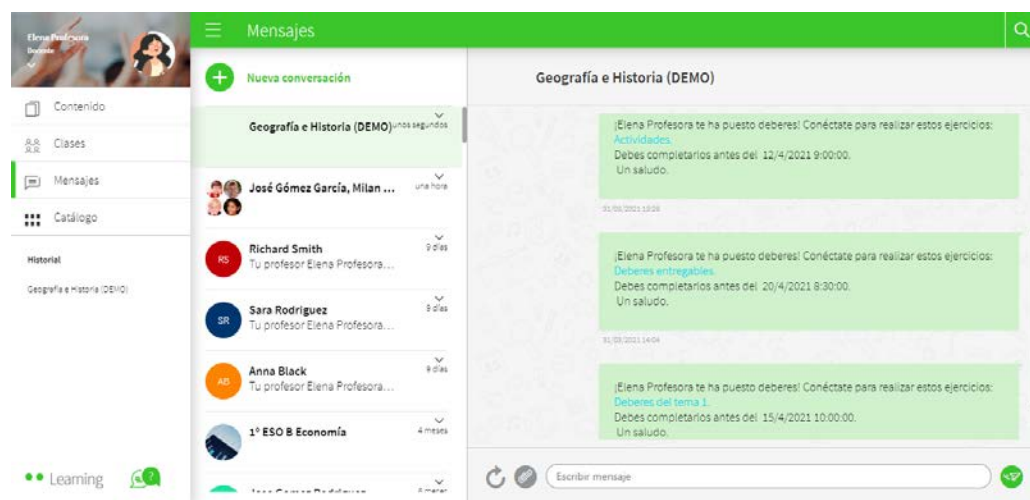 Elena Profesora
Docente
Contenido
Clases
Mensajes
Catálogo
Historial
Geografía e Historia (DEMO)
Learning
?
Mensajes
Nueva conversación
Geografía e Historia (DEMO)
unos segundos
José Gómez García, Milan ...
una hora
RS
Richard Smith
9 días
Tu profesor Elena Profesora...
SR
Sara Rodriguez
9 días
Tu profesor Elena Profesora...
AB
Anna Black
9 días
Tu profesor Elena Profesora...
1º ESO B Economía
4 meses
Geografía e Historia (DEMO)
¡Elena Profesora te ha puesto deberes! Conéctate para realizar estos ejercicios:
Actividades.
Debes completarlos antes del 12/4/2021 9:00:00.
Un saludo.
¡Elena Profesora te ha puesto deberes! Conéctate para realizar estos ejercicios:
Deberes entregables.
Debes completarlos antes del 20/4/2021 8:30:00.
Un saludo.
31/03/2021 14:04
¡Elena Profesora te ha puesto deberes! Conéctate para realizar estos ejercicios:
Deberes del tema 1.
Debes completarlos antes del 15/4/2021 10:00:00.
Un saludo.
Escribir mensaje